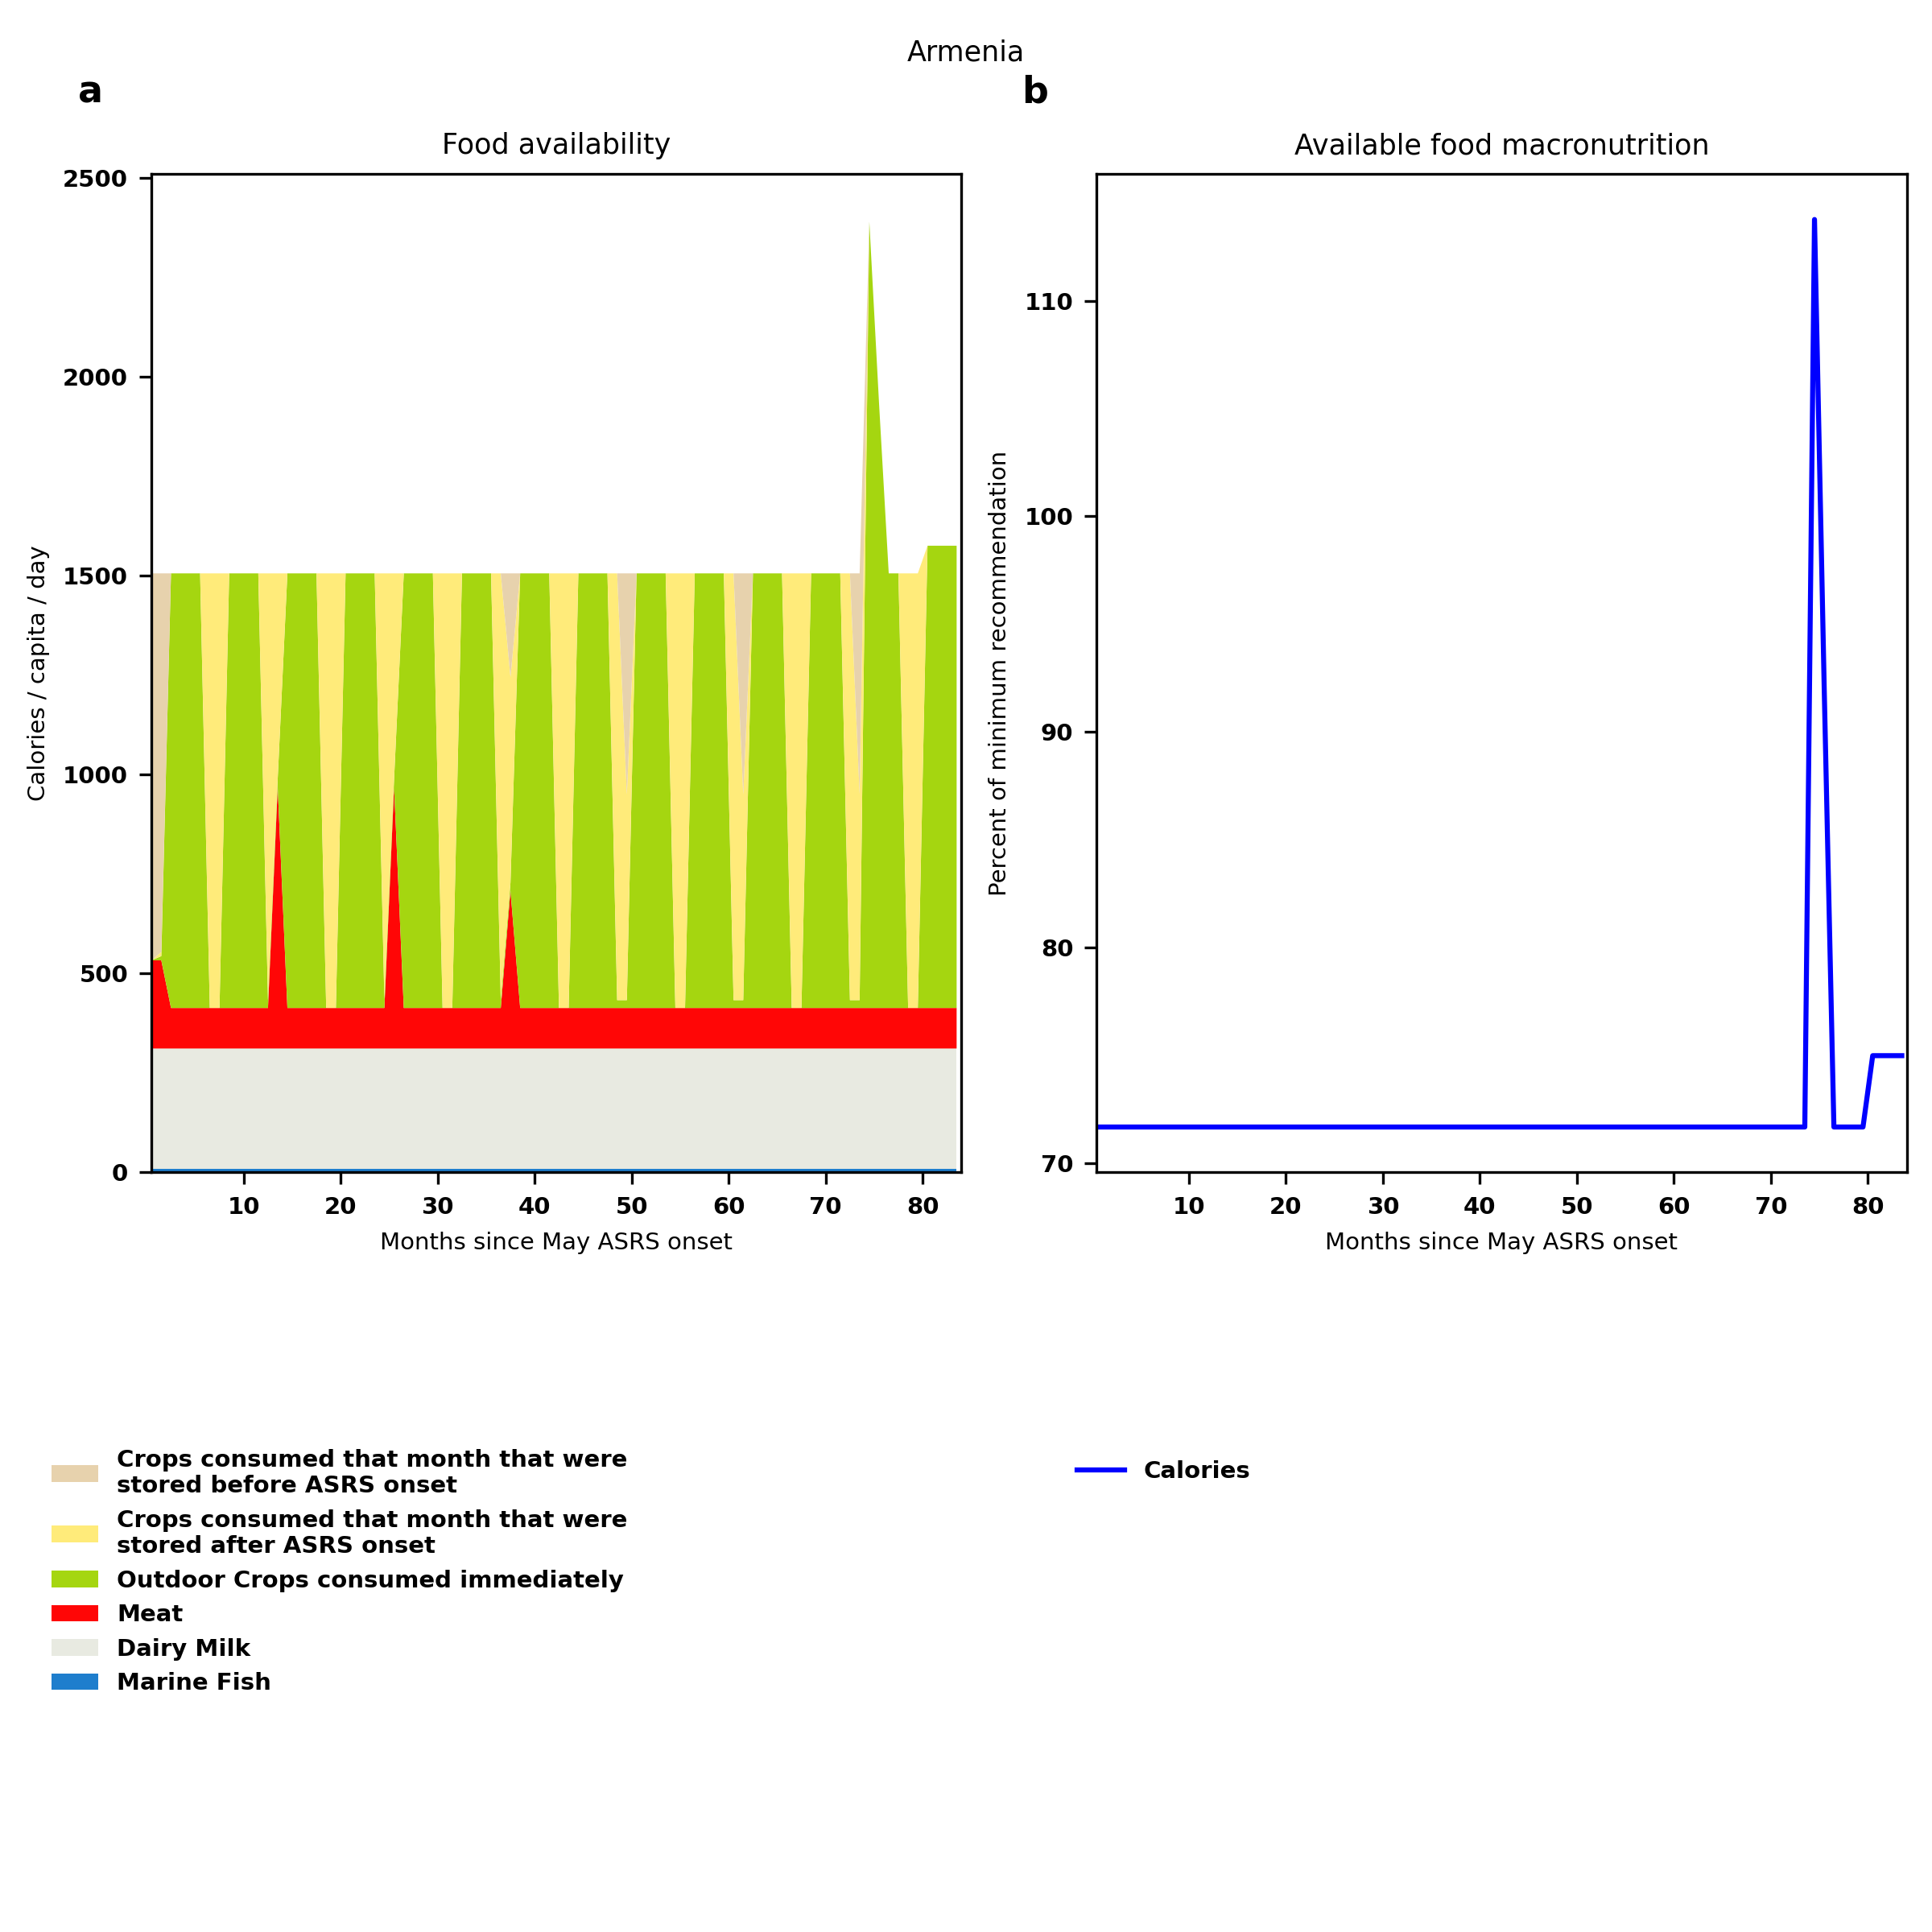 Armenia
a
b
Food availability
Available food macronutrition
2500
2000
1500
1000
500
0
Calories / capita / day
10 20 30 40 50 60 70 80
Months since May ASRS onset
110
100
90
80
70
Percent of minimum recommendation
10 20 30 40 50 60 70 80
Months since May ASRS onset
Crops consumed that month that were
stored before ASRS onset
Crops consumed that month that were
stored after ASRS onset
Outdoor Crops consumed immediately
Meat
Dairy Milk
Marine Fish
Calories